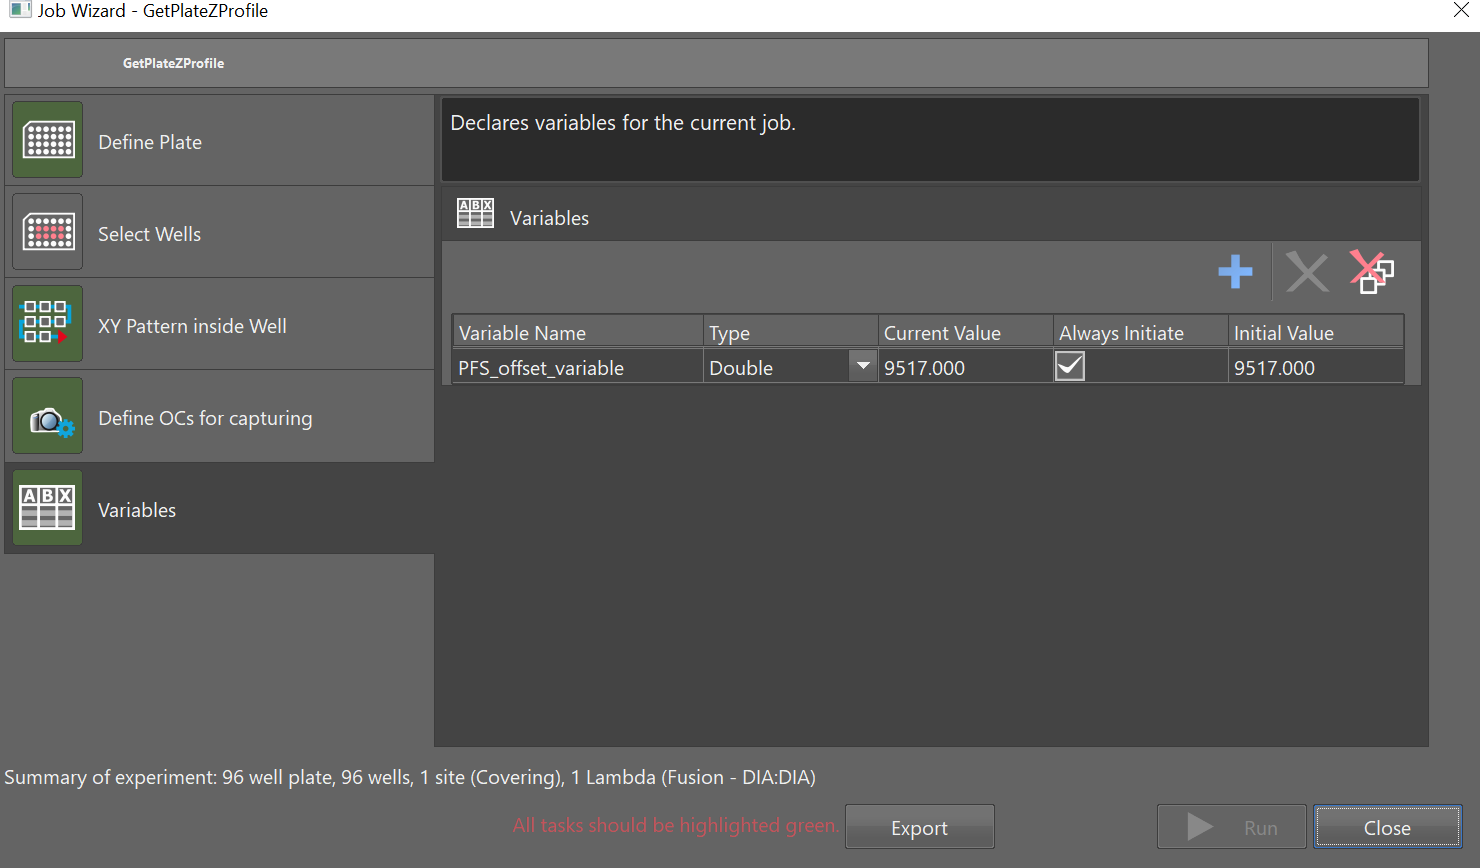 Job Wizard - GetPlateZProfile
GetPlateZProfile
Define Plate
Select Wells
XY Pattern inside Well
Define OCs for capturing
ABX
Variables
Declares variables for the current job.
ABX
Variables
Variable Name Type Current Value Always Initiate Initial Value
PFS_offset_variable Double 9517.000 9517.000
Summary of experiment: 96 well plate, 96 wells, 1 site (Covering), 1 Lambda (Fusion - DIA:DIA)
All tasks should be highlighted green. Export Run Close